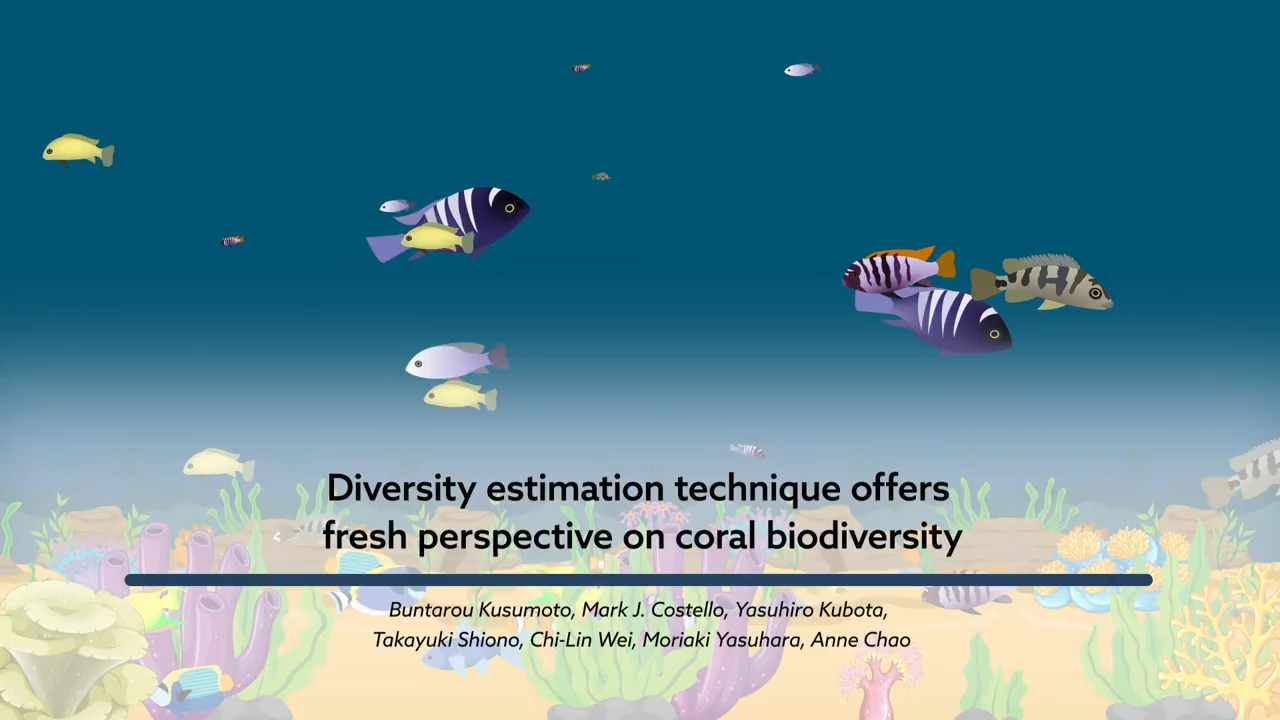 Diversity estimation technique offers
fresh perspective on coral biodiversity
Buntarou Kusumoto, Mark J. Costello, Yasuhiro Kubota,
Takayuki Shiono, Chi-Lin Wei, Moriaki Yasuhara, Anne Chao